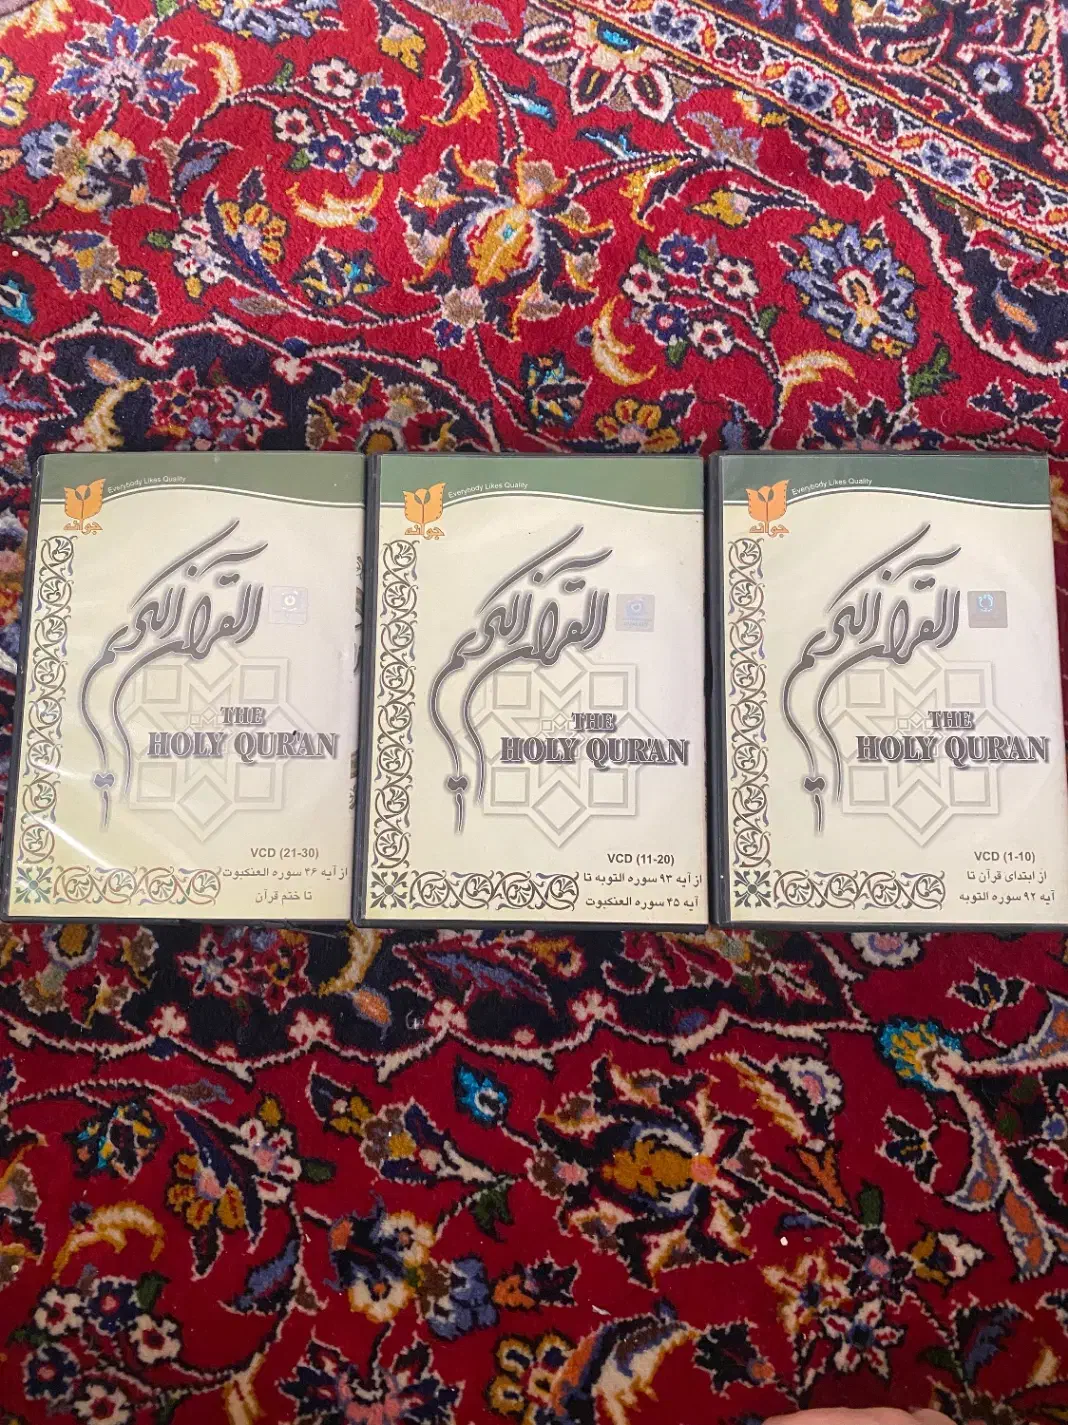 Everybody Likes Quality
جوانه
القرآن الكريم
THE
HOLY QUR'AN
VCD (21-30)
از آیه ۴۶ سوره العنکبوت
تا ختم قرآن
Everybody Likes Quality
جوانه
القرآن الكريم
THE
HOLY QUR'AN
VCD (11-20)
از آیه ۹۳ سوره التوبه تا
آیه ۴۵ سوره العنکبوت
Everybody Likes Quality
جوانه
القرآن الكريم
THE
HOLY QUR'AN
VCD (1-10)
از ابتدای قرآن تا
آیه ۹۲ سوره التوبه